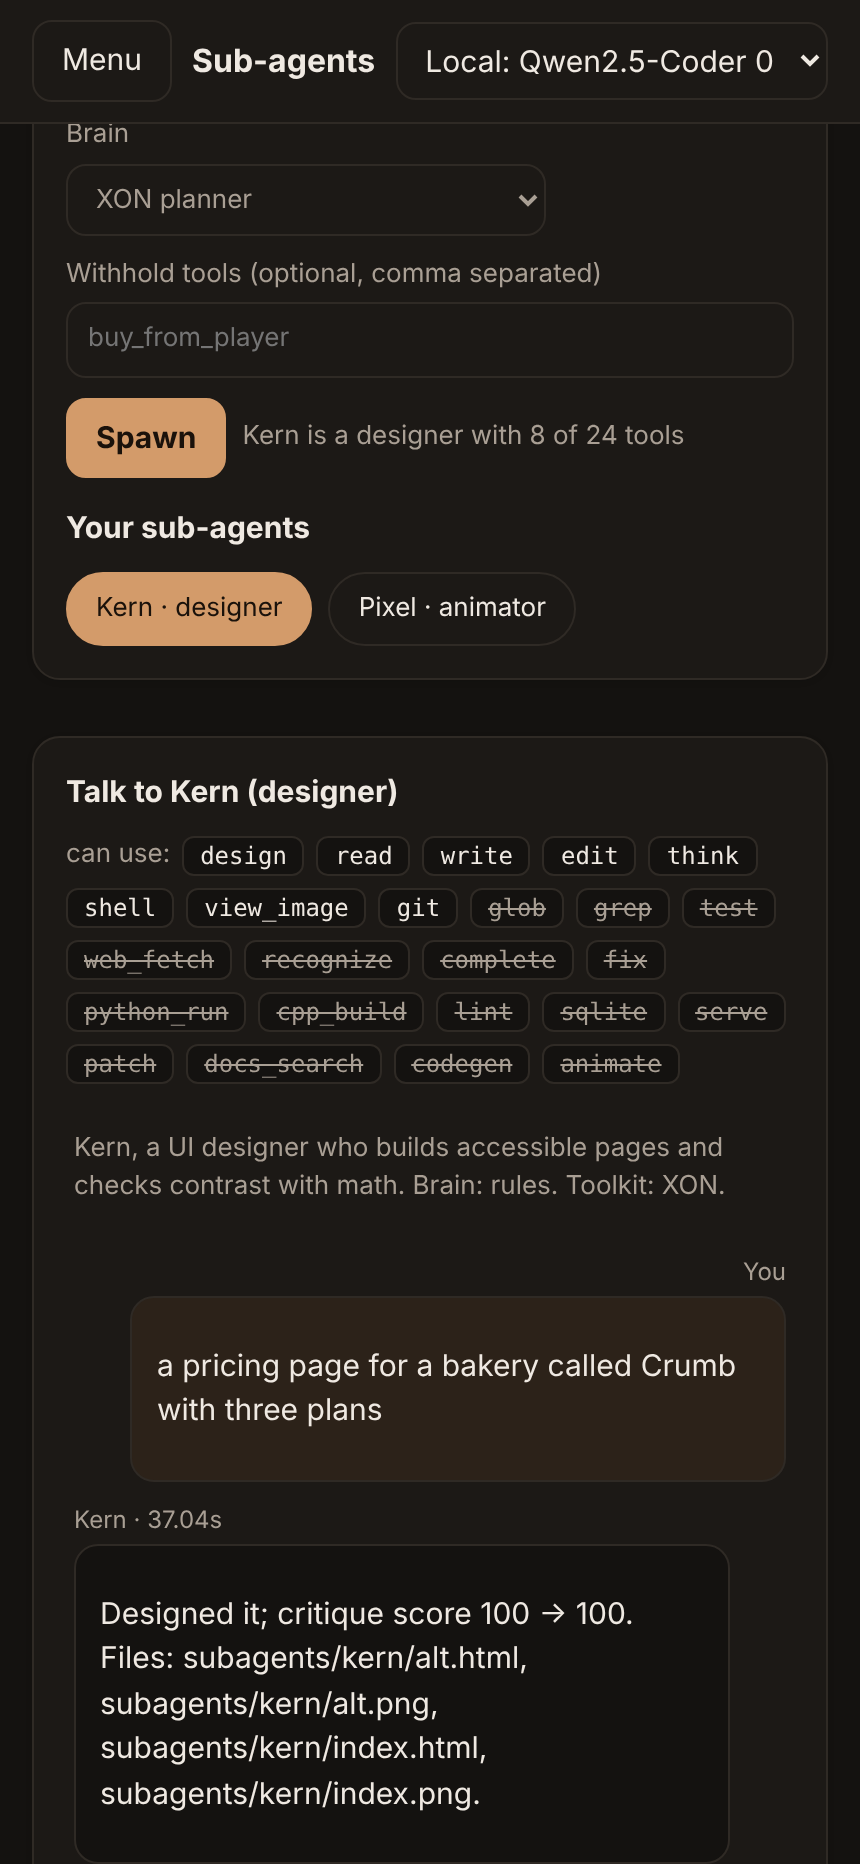 Menu
Sub-agents
Local: Qwen2.5-Coder 0
Brain
XON planner
Withhold tools (optional, comma separated)
buy_from_player
Spawn
Kern is a designer with 8 of 24 tools
Your sub-agents
Kern · designer
Pixel · animator
Talk to Kern (designer)
can use: design read write edit think
shell view_image git glob grep test
web_fetch recognize complete fix
python_run cpp_build lint sqlite serve
patch docs_search codegen animate
Kern, a UI designer who builds accessible pages and
checks contrast with math. Brain: rules. Toolkit: XON.
You
a pricing page for a bakery called Crumb
with three plans
Kern · 37.04s
Designed it; critique score 100 → 100.
Files: subagents/kern/alt.html,
subagents/kern/alt.png,
subagents/kern/index.html,
subagents/kern/index.png.